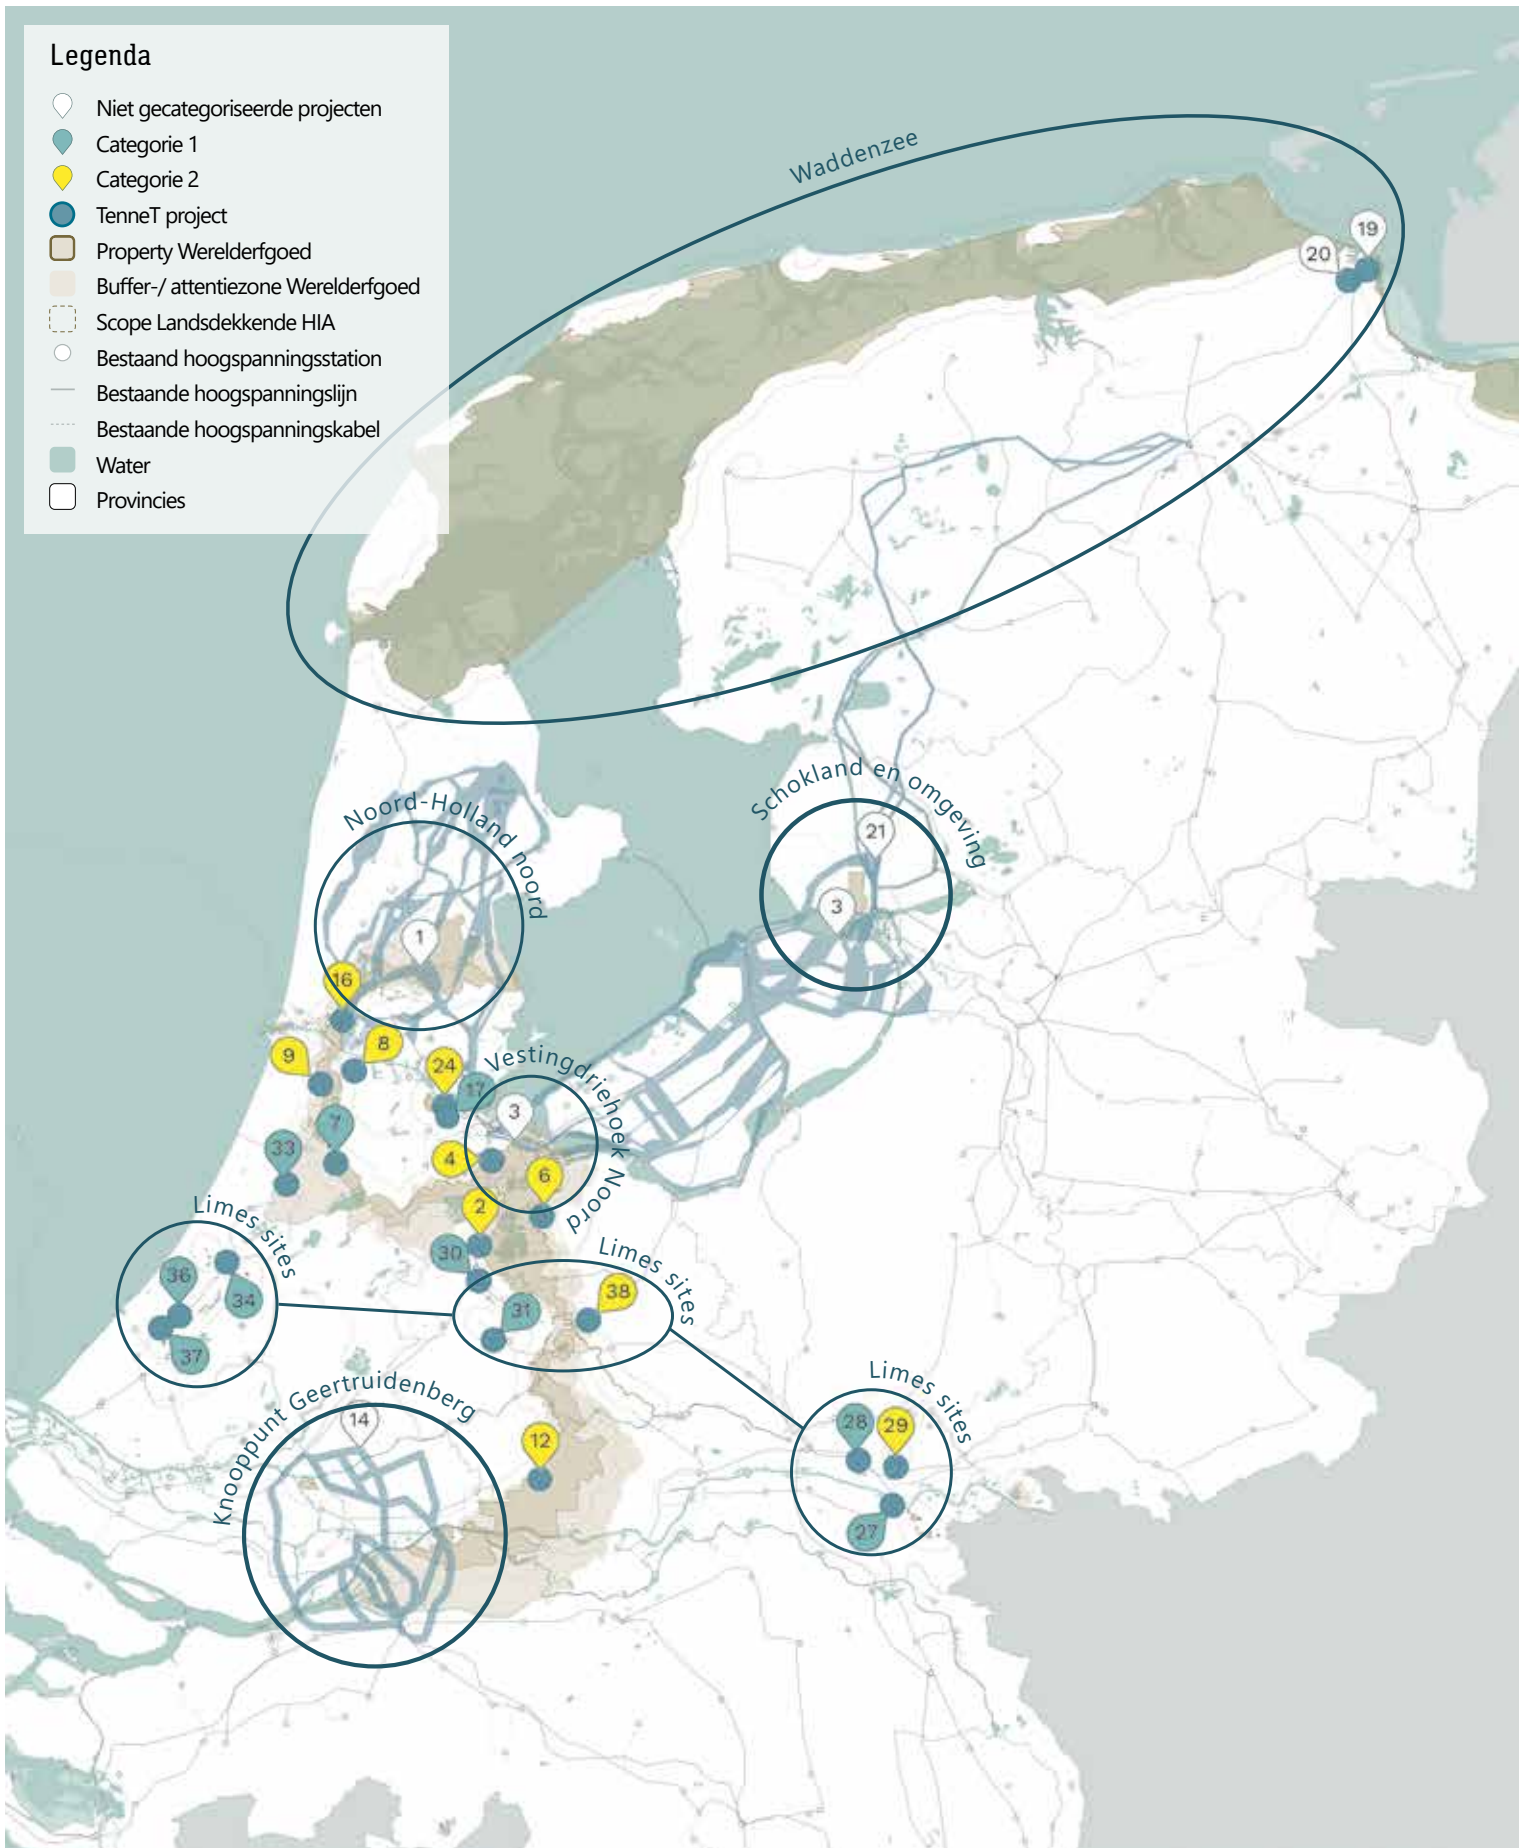 Legenda
Niet gecategoriseerde projecten
Categorie 1
Categorie 2
TenneT project
Property Werelderfgoed
Buffer-/ attentiezone Werelderfgoed
Scope Landsdekkende HIA
Bestaand hoogspanningsstation
Bestaande hoogspanningslijn
Bestaande hoogspanningskabel
Water
Provincies
Waddenzee
19
20
Schokland en omgeving
21
3
Noord-Holland noord
1
16
9
8
24
17
Vestingdriehoek Noord
3
7
33
4
6
2
30
Limes sites
36
34
37
Limes sites
38
31
Limes sites
28
29
27
Knooppunt Geertruidenberg
14
12